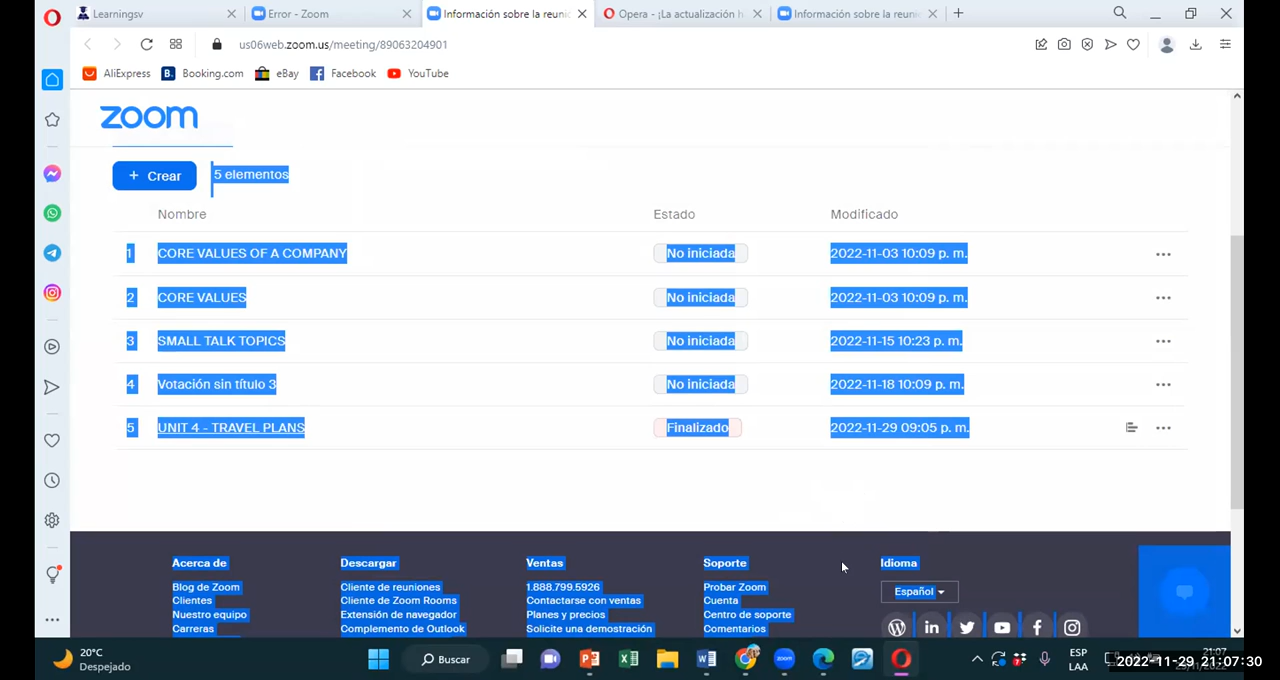 Learningsv
Error - Zoom
Información sobre la reuni
Opera - ¡La actualización h
Información sobre la reuni
us06web.zoom.us/meeting/89063204901
AliExpress
Booking.com
eBay
Facebook
YouTube
zoom
+ Crear
5 elementos
Nombre Estado Modificado
1 CORE VALUES OF A COMPANY No iniciada 2022-11-03 10:09 p. m.
2 CORE VALUES No iniciada 2022-11-03 10:09 p. m.
3 SMALL TALK TOPICS No iniciada 2022-11-15 10:23 p. m.
4 Votación sin título 3 No iniciada 2022-11-18 10:09 p. m.
5 UNIT 4 - TRAVEL PLANS Finalizado 2022-11-29 09:05 p. m.
Acerca de
Blog de Zoom
Clientes
Nuestro equipo
Carreras
Descargar
Cliente de reuniones
Cliente de Zoom Rooms
Extensión de navegador
Complemento de Outlook
Ventas
1.888.799.5926
Contactarse con ventas
Planes y precios
Solicite una demostración
Soporte
Probar Zoom
Cuenta
Centro de soporte
Comentarios
Idioma
Español
20°C
Despejado
Buscar
zoom
ESP
LAA
21:07
2022-11-29 21:07:30